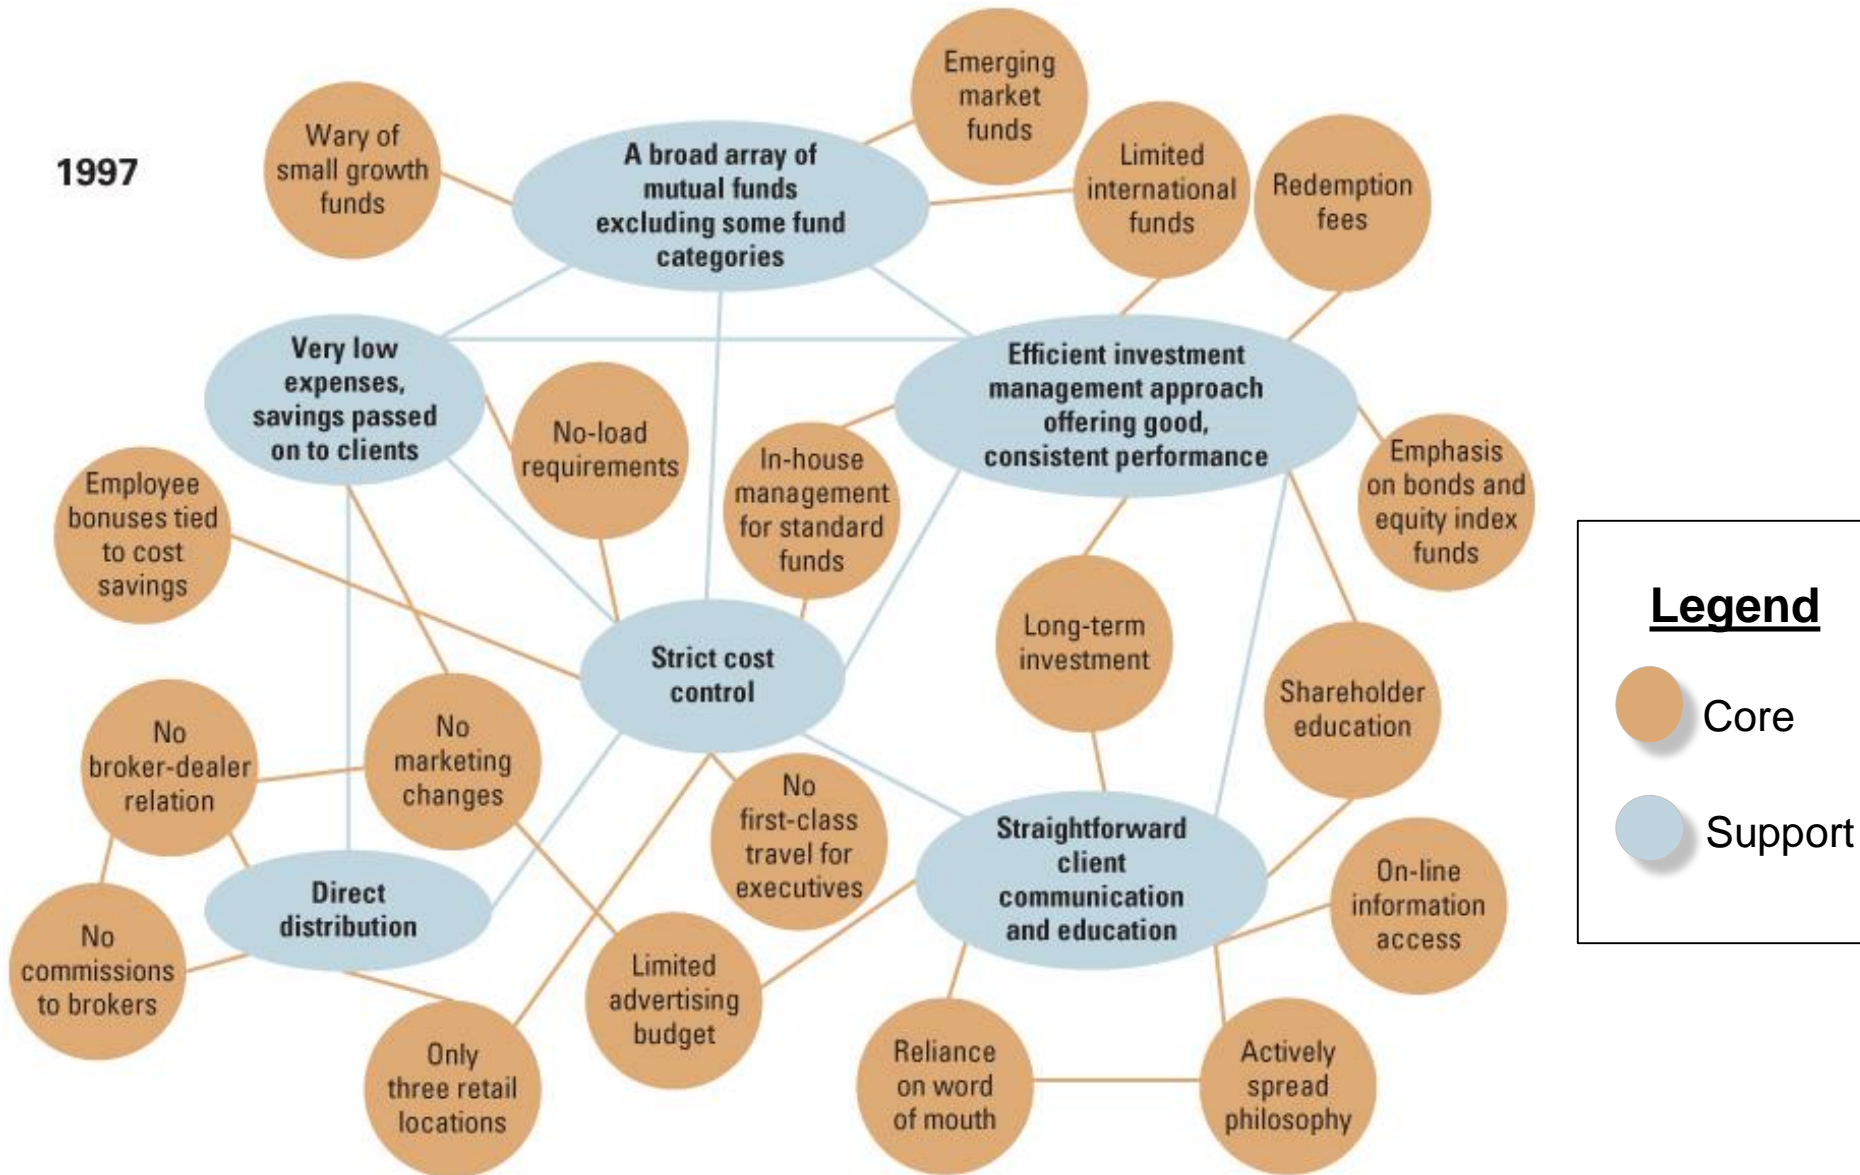 1997
Wary of
small growth
funds
A broad array of
mutual funds
excluding some fund
categories
Emerging
market
funds
Limited
international
funds
Redemption
fees
Very low
expenses,
savings passed
on to clients
No-load
requirements
In-house
management
for standard
funds
Efficient investment
management approach
offering good,
consistent performance
Emphasis
on bonds and
equity index
funds
Employee
bonuses tied
to cost
savings
Strict cost
control
Long-term
investment
Shareholder
education
Legend
Core
Support
No
broker-dealer
relation
No
marketing
changes
No
first-class
travel for
executives
Straightforward
client
communication
and education
On-line
information
access
Direct
distribution
No
commissions
to brokers
Only
three retail
locations
Limited
advertising
budget
Reliance
on word
of mouth
Actively
spread
philosophy